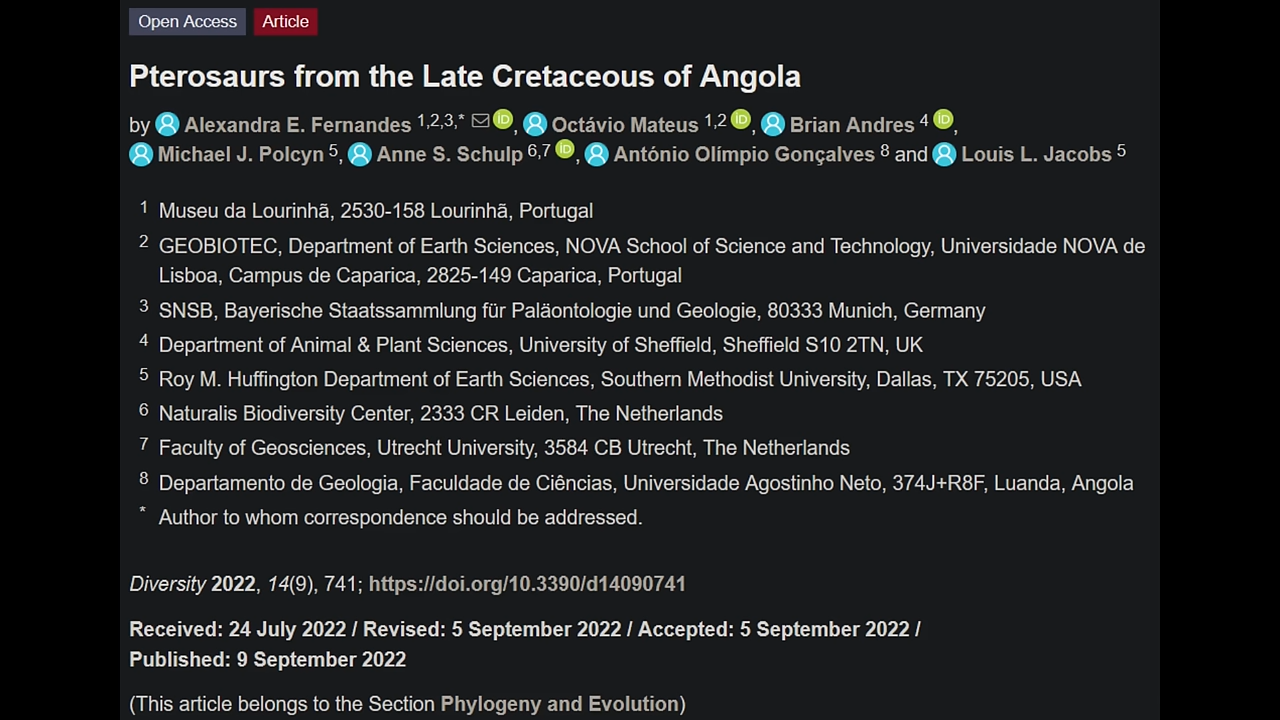 Open Access Article
Pterosaurs from the Late Cretaceous of Angola
by Alexandra E. Fernandes 1,2,3,* iD, Octávio Mateus 1,2 iD, Brian Andres 4 iD,
Michael J. Polcyn 5, Anne S. Schulp 6,7 iD, António Olímpio Gonçalves 8 and Louis L. Jacobs 5
1 Museu da Lourinhã, 2530-158 Lourinhã, Portugal
2 GEOBIOTEC, Department of Earth Sciences, NOVA School of Science and Technology, Universidade NOVA de
Lisboa, Campus de Caparica, 2825-149 Caparica, Portugal
3 SNSB, Bayerische Staatssammlung für Paläontologie und Geologie, 80333 Munich, Germany
4 Department of Animal & Plant Sciences, University of Sheffield, Sheffield S10 2TN, UK
5 Roy M. Huffington Department of Earth Sciences, Southern Methodist University, Dallas, TX 75205, USA
6 Naturalis Biodiversity Center, 2333 CR Leiden, The Netherlands
7 Faculty of Geosciences, Utrecht University, 3584 CB Utrecht, The Netherlands
8 Departamento de Geologia, Faculdade de Ciências, Universidade Agostinho Neto, 374J+R8F, Luanda, Angola
* Author to whom correspondence should be addressed.
Diversity 2022, 14(9), 741; https://doi.org/10.3390/d14090741
Received: 24 July 2022 / Revised: 5 September 2022 / Accepted: 5 September 2022 /
Published: 9 September 2022
(This article belongs to the Section Phylogeny and Evolution)